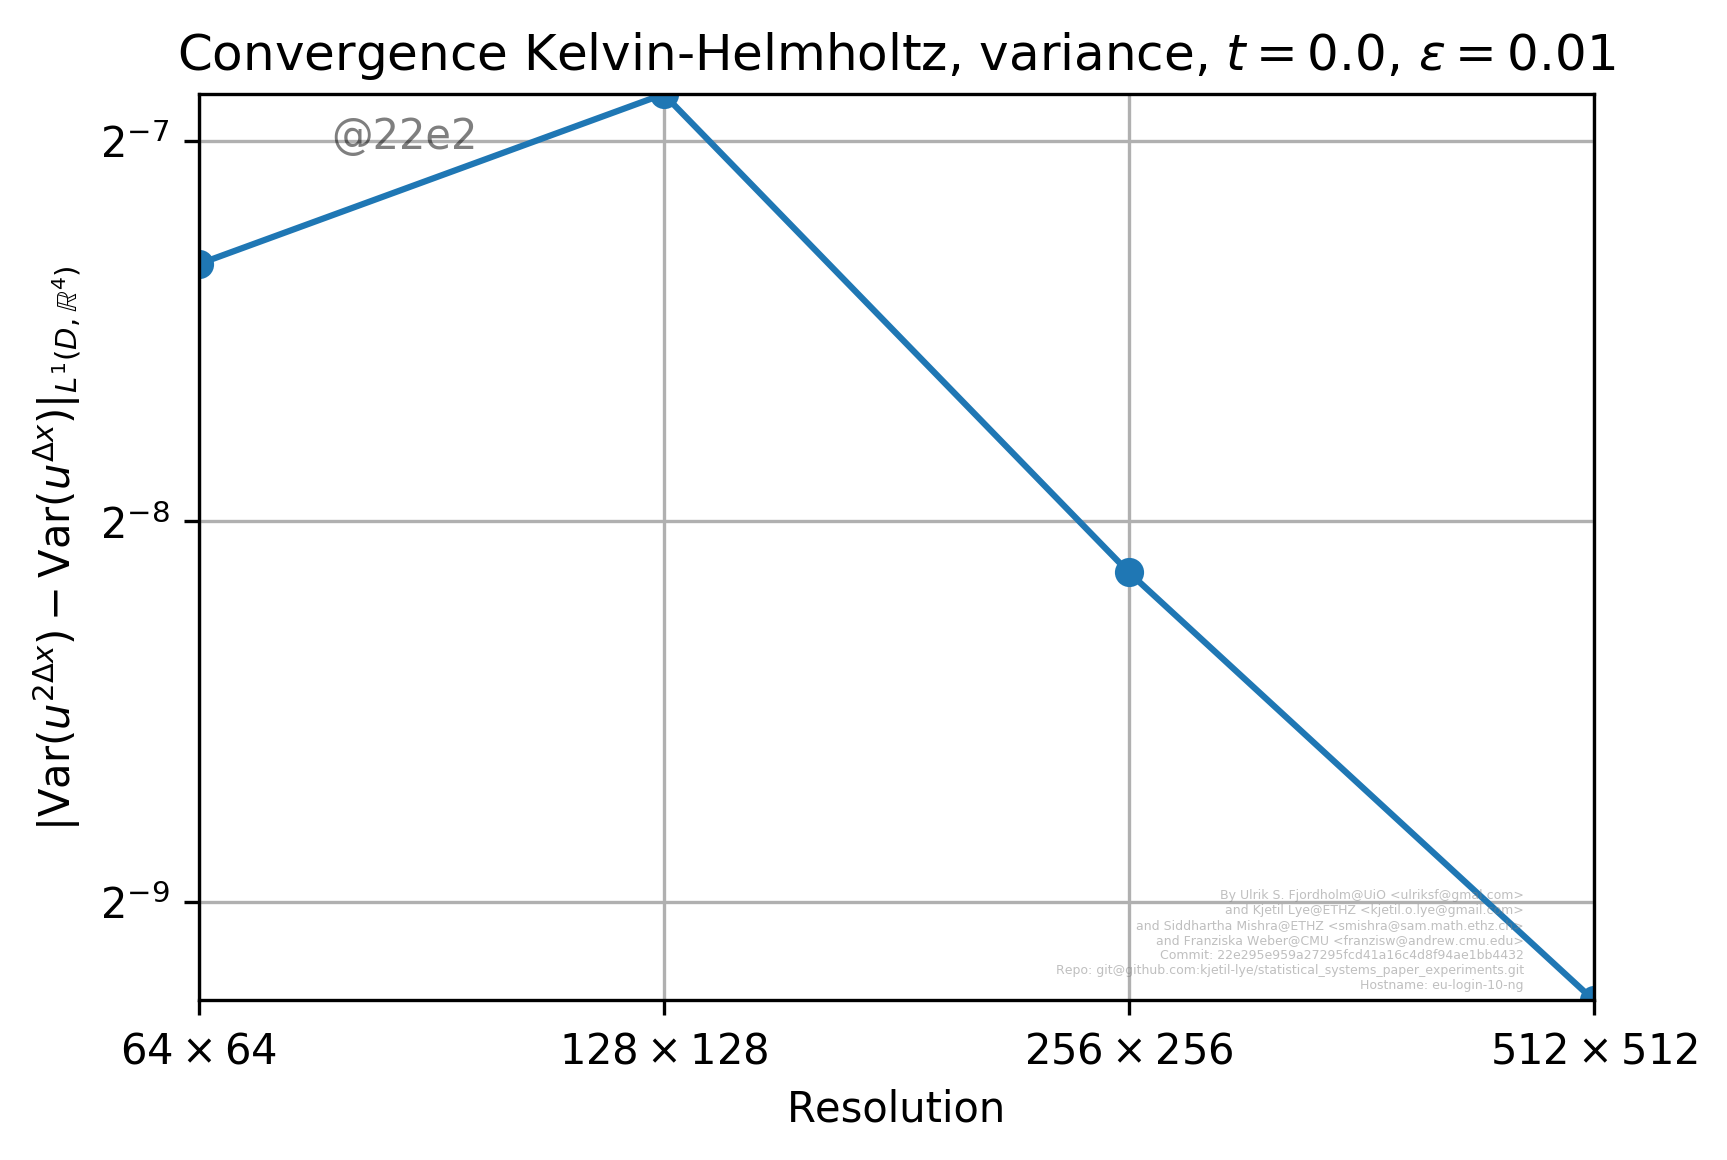 Convergence Kelvin-Helmholtz, variance, t = 0.0, ε = 0.01
@22e2
2⁻⁷
2⁻⁸
2⁻⁹
|Var(u^{2Δx}) − Var(u^{Δx})|_{L¹(D, ℝ⁴)}
By Ulrik S. Fjordholm@UiO <ulriksf@gmail.com>
and Kjetil Lye@ETHZ <kjetil.o.lye@gmail.com>
and Siddhartha Mishra@ETHZ <smishra@sam.math.ethz.ch>
and Franziska Weber@CMU <franzisw@andrew.cmu.edu>
Commit: 22e295e959a27295fcd41a16c4d8f94ae1bb4432
Repo: git@github.com:kjetil-lye/statistical_systems_paper_experiments.git
Hostname: eu-login-10-ng
64 × 64 128 × 128 256 × 256 512 × 512
Resolution